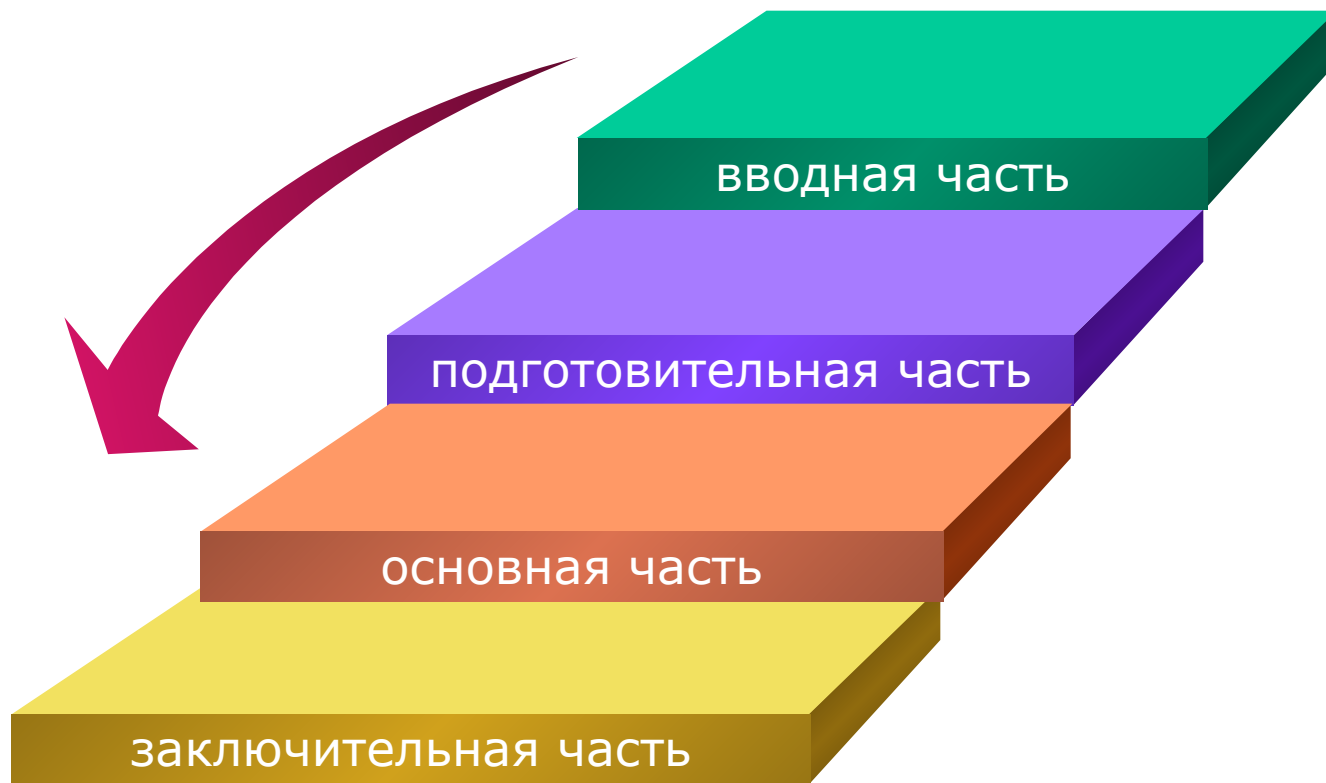 вводная часть
подготовительная часть
основная часть
заключительная часть